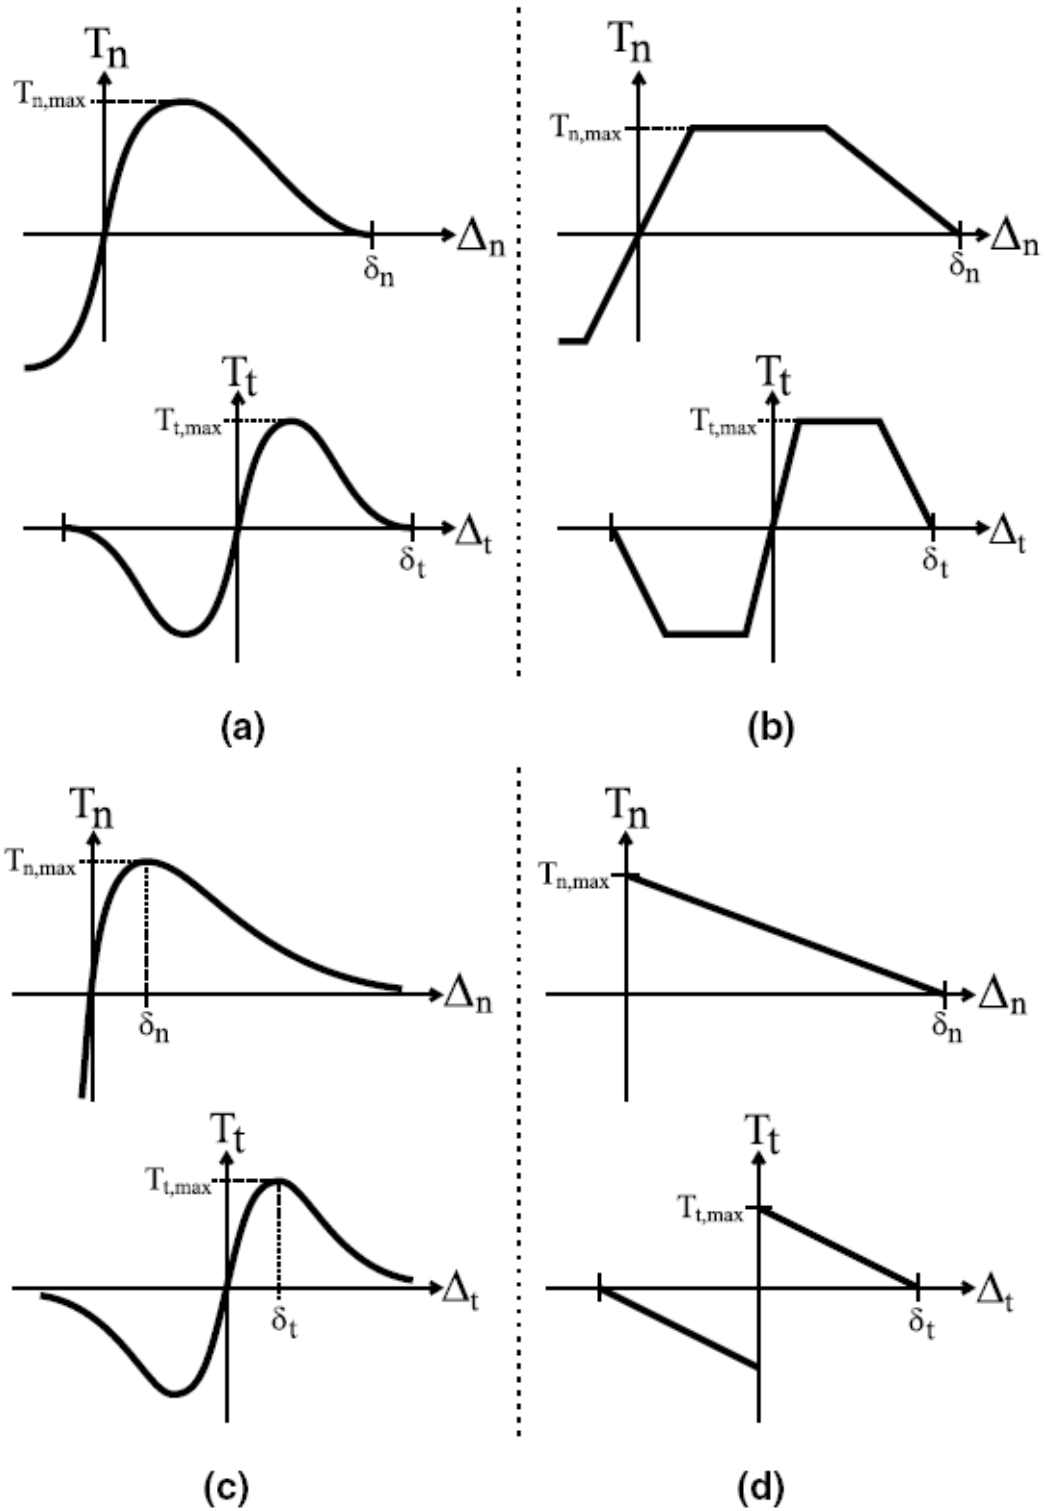 Tn
Tn,max
Δn
δn
Tt
Tt,max
Δt
δt
(a)
Tn
Tn,max
Δn
δn
Tt
Tt,max
Δt
δt
(b)
Tn
Tn,max
Δn
δn
Tt
Tt,max
Δt
δt
(c)
Tn
Tn,max
Δn
δn
Tt
Tt,max
Δt
δt
(d)